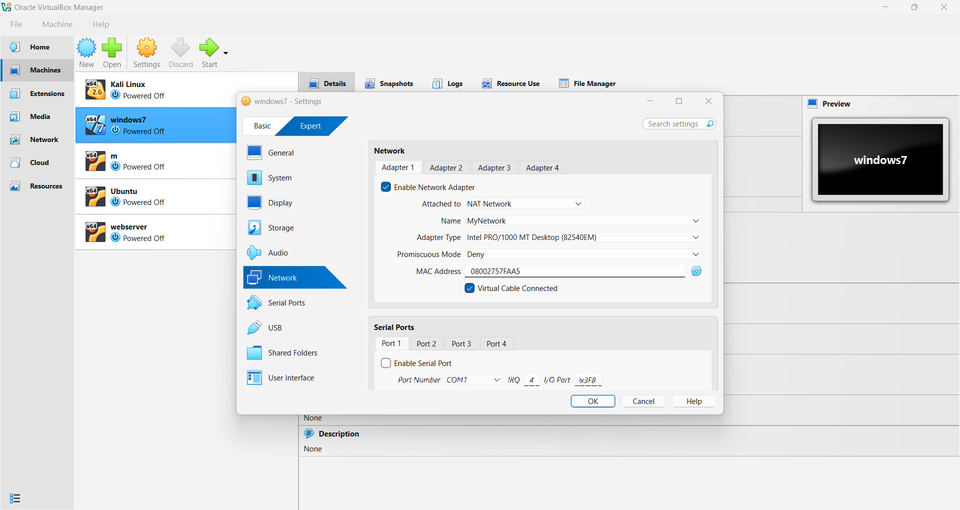 Oracle VirtualBox Manager
File Machine Help
Home
Machines
Extensions
Media
Network
Cloud
Resources
New Open Settings Discard Start
x64 2.6 Kali Linux
Powered Off
x64 7 windows7
Powered Off
x64 m
Powered Off
x64 Ubuntu
Powered Off
x64 webserver
Powered Off
Details Snapshots Logs Resource Use File Manager
Preview
windows7
windows7 - Settings
Basic Expert
Search settings
General
System
Display
Storage
Audio
Network
Serial Ports
USB
Shared Folders
User Interface
Network
Adapter 1 Adapter 2 Adapter 3 Adapter 4
Enable Network Adapter
Attached to NAT Network
Name MyNetwork
Adapter Type Intel PRO/1000 MT Desktop (82540EM)
Promiscuous Mode Deny
MAC Address 08002757FAA5
Virtual Cable Connected
Serial Ports
Port 1 Port 2 Port 3 Port 4
Enable Serial Port
Port Number COM1 IRQ 4 I/O Port
OK Cancel Help
None
Description
None